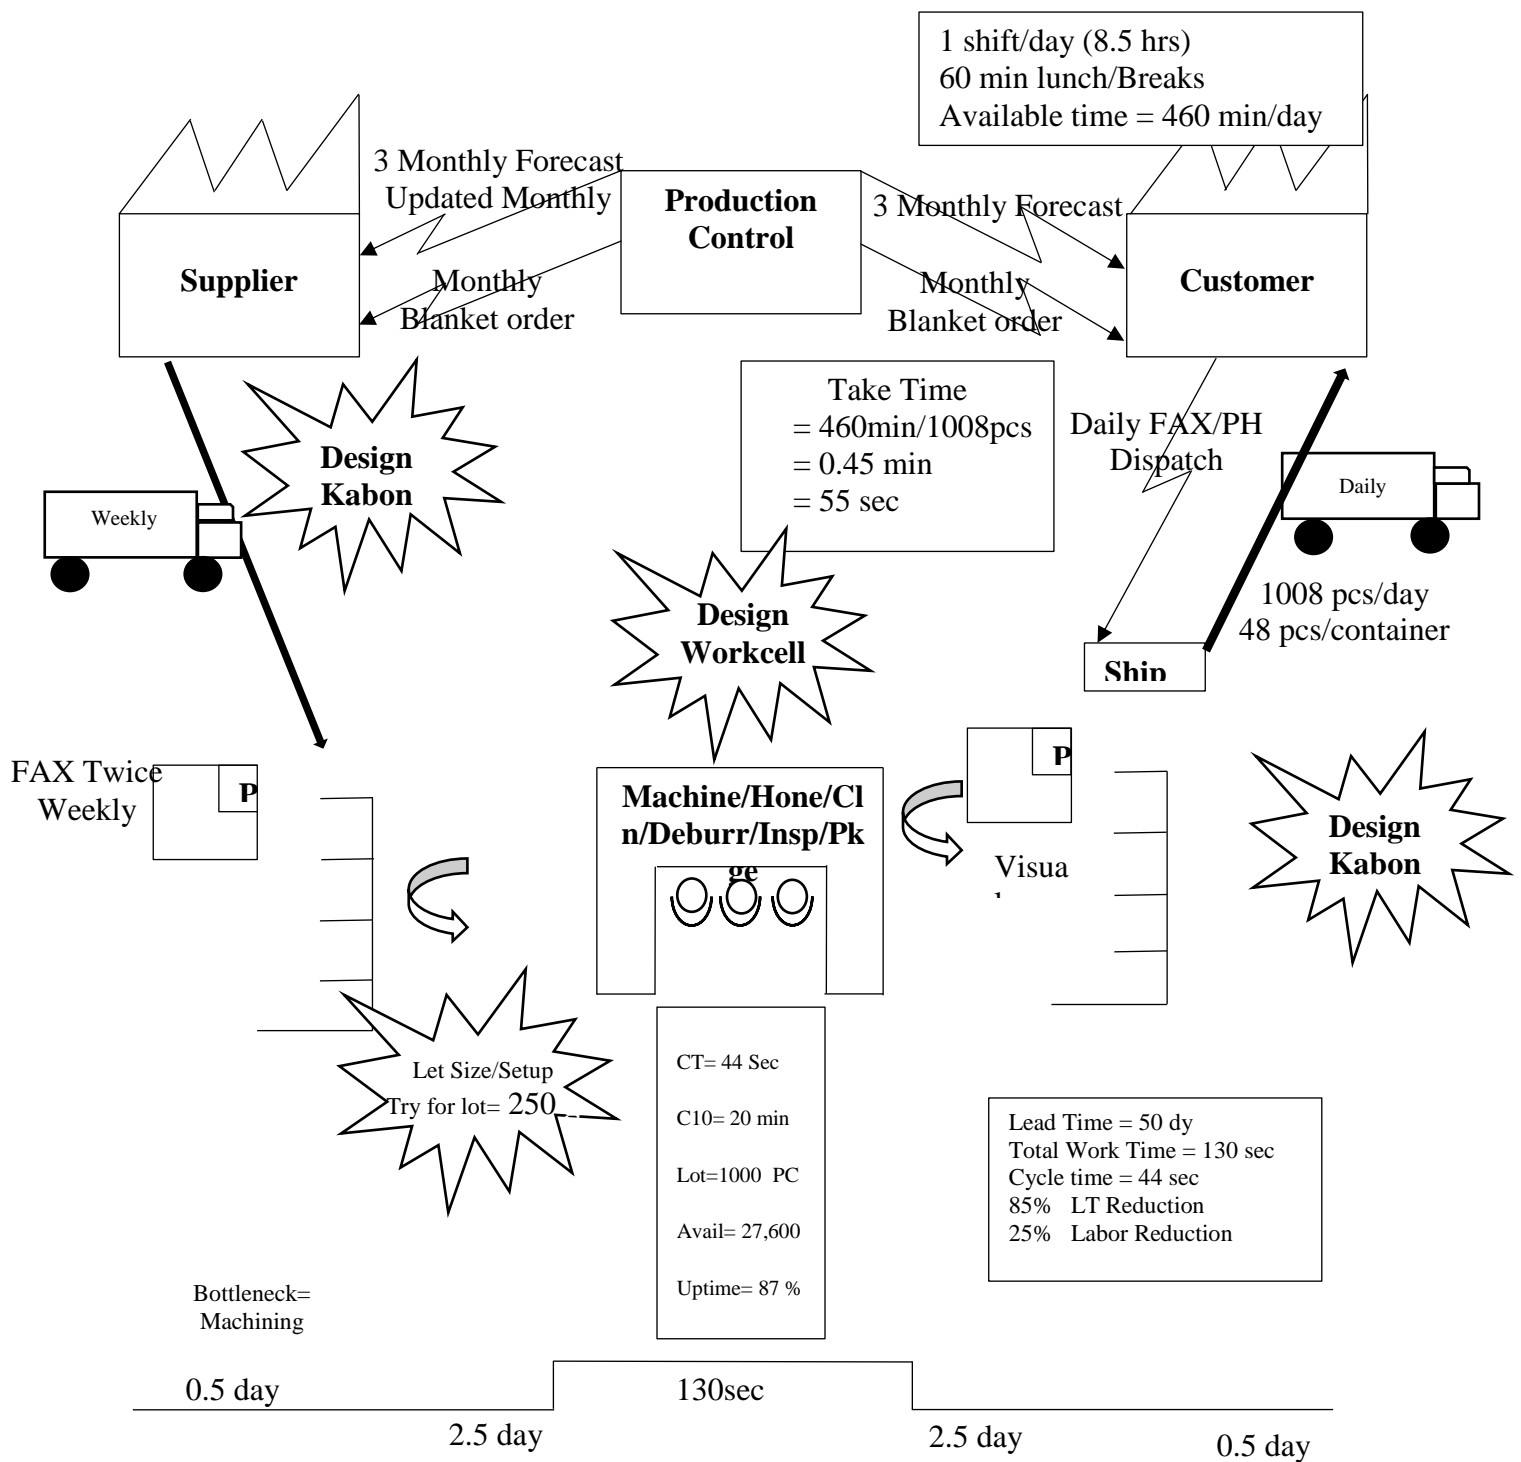 1 shift/day (8.5 hrs)
60 min lunch/Breaks
Available time = 460 min/day
3 Monthly Forecast
Updated Monthly
Production
Control
3 Monthly Forecast
Supplier
Monthly
Blanket order
Monthly
Blanket order
Customer
Design
Kabon
Take Time
= 460min/1008pcs
= 0.45 min
= 55 sec
Daily FAX/PH
Dispatch
Weekly
Daily
1008 pcs/day
48 pcs/container
Design
Workcell
Ship
FAX Twice
Weekly
P
Machine/Hone/Cl
n/Deburr/Insp/Pk
ge
P
Visua
Design
Kabon
Let Size/Setup
Try for lot= 250
CT= 44 Sec
C10= 20 min
Lot=1000 PC
Avail= 27,600
Uptime= 87 %
Lead Time = 50 dy
Total Work Time = 130 sec
Cycle time = 44 sec
85% LT Reduction
25% Labor Reduction
Bottleneck=
Machining
0.5 day
2.5 day
130sec
2.5 day
0.5 day